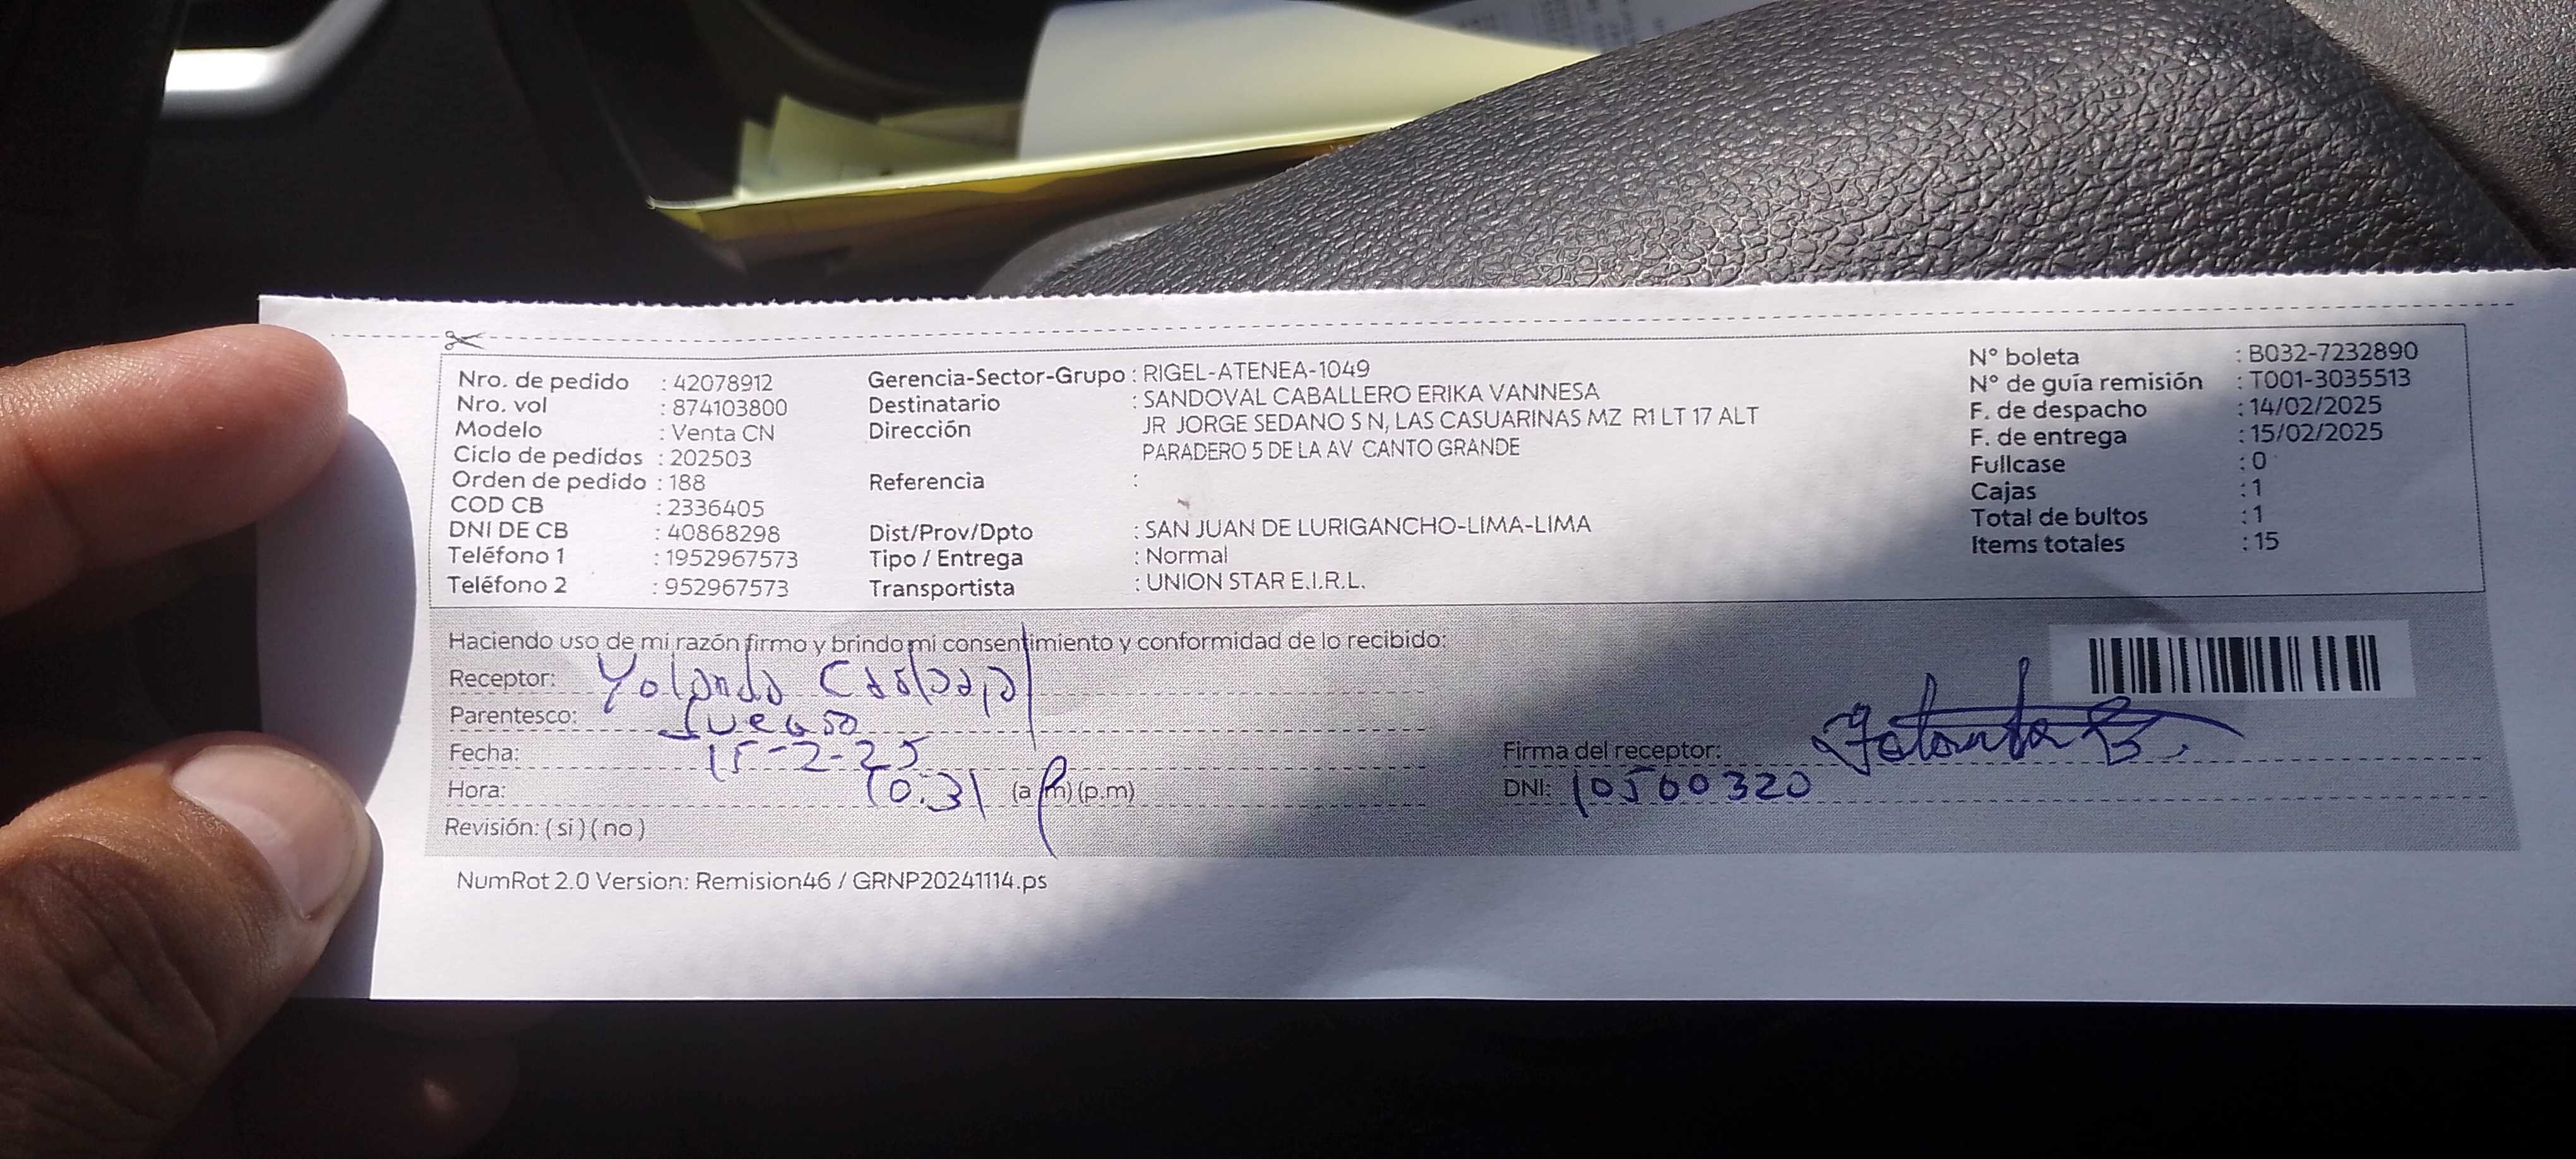 Nro. de pedido : 42078912
Nro. vol : 874103800
Modelo : Venta CN
Ciclo de pedidos : 202503
Orden de pedido : 188
COD CB : 2336405
DNI DE CB : 40868298
Teléfono 1 : 1952967573
Teléfono 2 : 952967573
Gerencia-Sector-Grupo : RIGEL-ATENEA-1049
Destinatario : SANDOVAL CABALLERO ERIKA VANNESA
Dirección JR JORGE SEDANO S N, LAS CASUARINAS MZ R1 LT 17 ALT
PARADERO 5 DE LA AV CANTO GRANDE
Referencia :
Dist/Prov/Dpto : SAN JUAN DE LURIGANCHO-LIMA-LIMA
Tipo / Entrega : Normal
Transportista : UNION STAR E.I.R.L.
N° boleta : B032-7232890
N° de guía remisión : T001-3035513
F. de despacho : 14/02/2025
F. de entrega : 15/02/2025
Fullcase : 0
Cajas : 1
Total de bultos : 1
Items totales : 15
Haciendo uso de mi razón firmo y brindo mi consentimiento y conformidad de lo recibido:
Receptor: Yolanda
Parentesco:
Fecha: 15-2-25
Hora: 10.31 (a.m) (p.m)
Revisión: ( si ) ( no )
Firma del receptor:
DNI: 10560320
NumRot 2.0 Version: Remision46 / GRNP20241114.ps